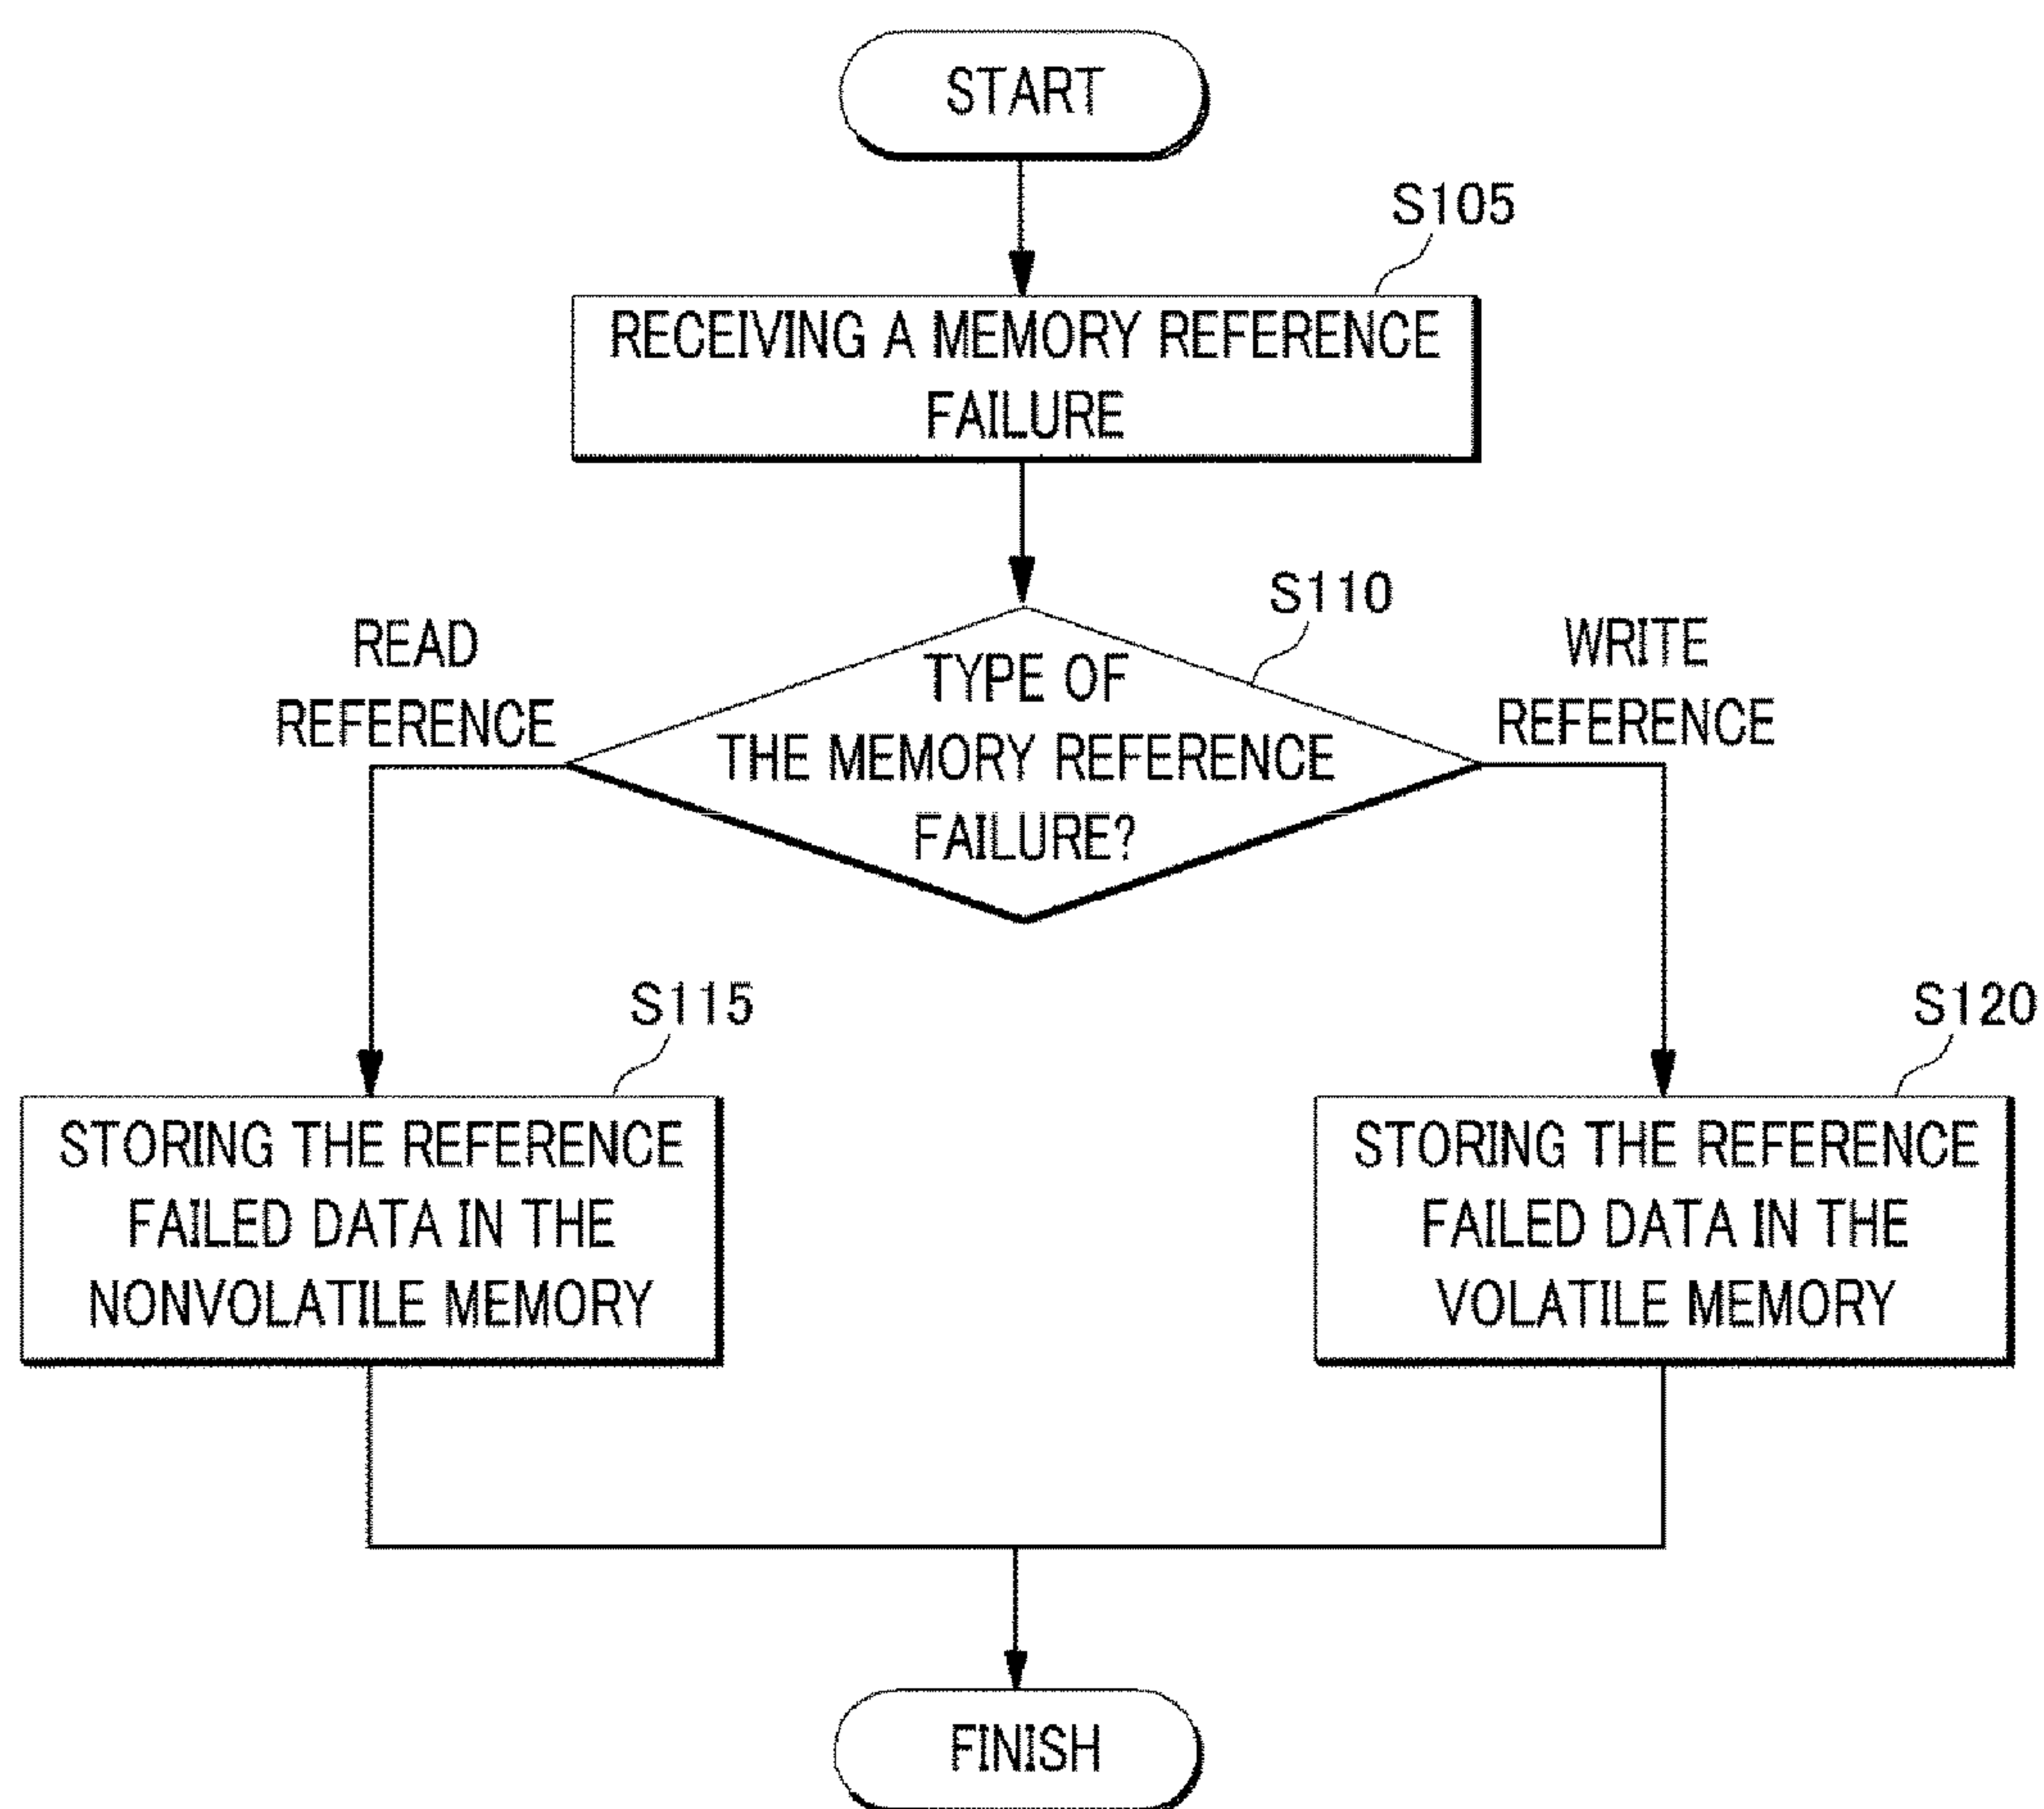 START
S105
RECEIVING A MEMORY REFERENCE
FAILURE
S110
READ
REFERENCE
TYPE OF
THE MEMORY REFERENCE
FAILURE?
WRITE
REFERENCE
S115
STORING THE REFERENCE
FAILED DATA IN THE
NONVOLATILE MEMORY
S120
STORING THE REFERENCE
FAILED DATA IN THE
VOLATILE MEMORY
FINISH